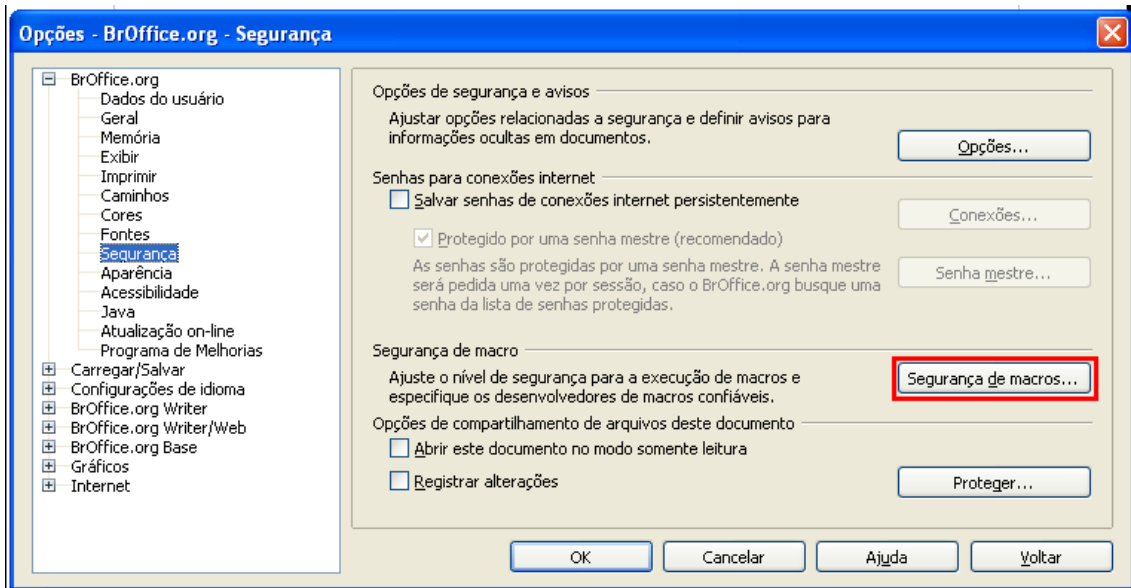 Opções - BrOffice.org - Segurança
BrOffice.org
Dados do usuário
Geral
Memória
Exibir
Imprimir
Caminhos
Cores
Fontes
Segurança
Aparência
Acessibilidade
Java
Atualização on-line
Programa de Melhorias
Carregar/Salvar
Configurações de idioma
BrOffice.org Writer
BrOffice.org Writer/Web
BrOffice.org Base
Gráficos
Internet
Opções de segurança e avisos
Ajustar opções relacionadas a segurança e definir avisos para
informações ocultas em documentos.
Opções...
Senhas para conexões internet
Salvar senhas de conexões internet persistentemente
Conexões...
Protegido por uma senha mestre (recomendado)
As senhas são protegidas por uma senha mestre. A senha mestre
será pedida uma vez por sessão, caso o BrOffice.org busque uma
senha da lista de senhas protegidas.
Senha mestre...
Segurança de macro
Ajuste o nível de segurança para a execução de macros e
especifique os desenvolvedores de macros confiáveis.
Segurança de macros...
Opções de compartilhamento de arquivos deste documento
Abrir este documento no modo somente leitura
Registrar alterações
Proteger...
OK
Cancelar
Ajuda
Voltar